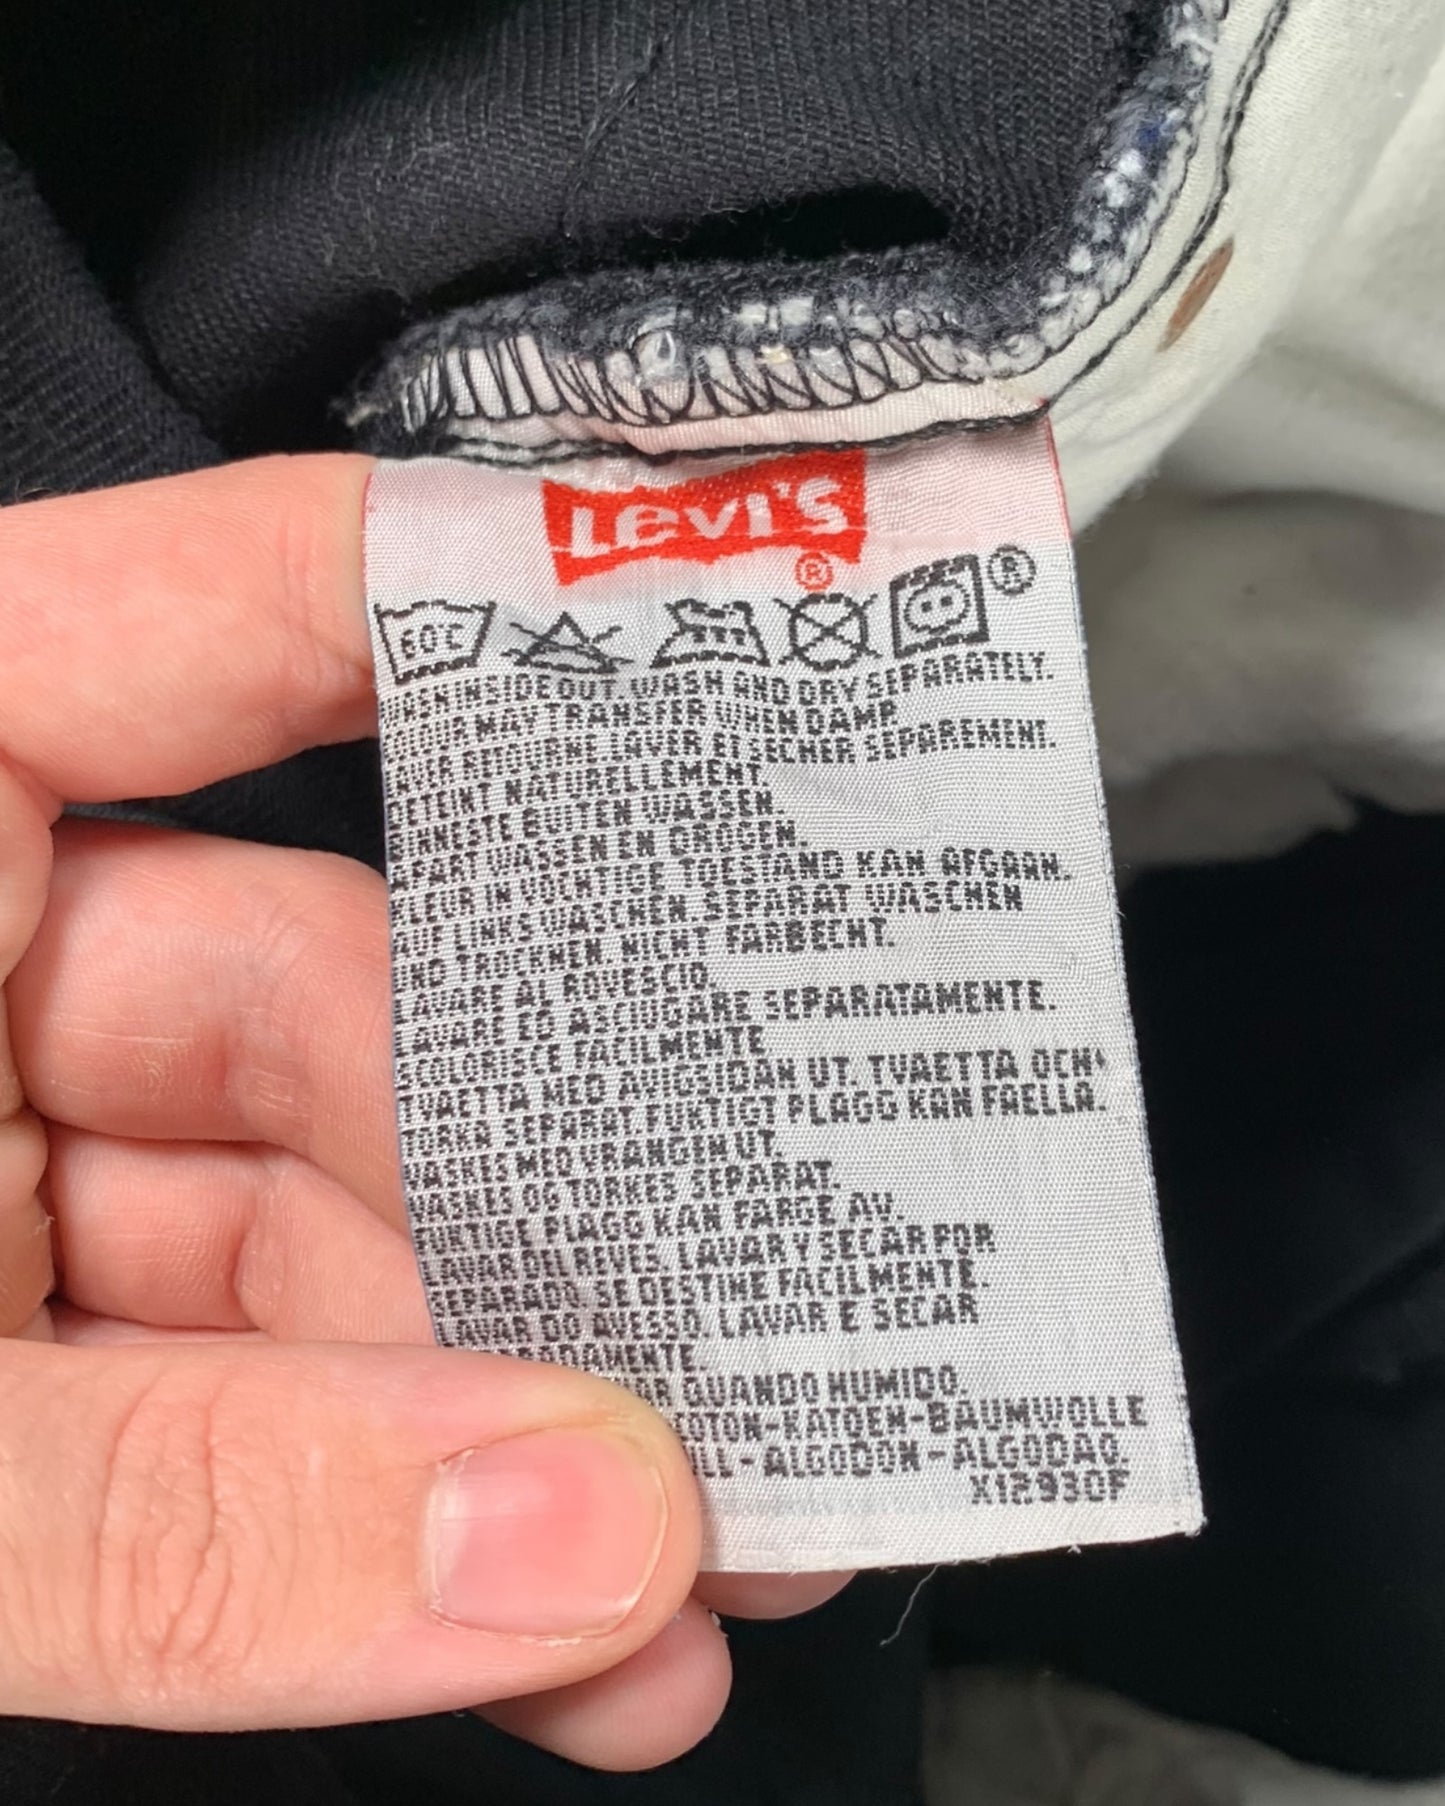 Levi's
®
60°C
®
WASH INSIDE OUT. WASH AND DRY SEPARATELY.
COLOUR MAY TRANSFER WHEN DAMP.
LAVER RETOURNE. LAVER ET SECHER SEPAREMENT.
DETEINT NATURELLEMENT.
BINNESTE BUITEN WASSEN.
APART WASSEN EN DROGEN.
KLEUR IN VOCHTIGE TOESTAND KAN AFGAAN.
AUF LINKS WASCHEN. SEPARAT WASCHEN
UND TROCKNEN. NICHT FARBECHT.
LAVARE AL ROVESCIO.
LAVARE ED ASCIUGARE SEPARATAMENTE.
SCOLORISCE FACILMENTE
TVAETTA MED AVIGSIDAN UT. TVAETTA OCH
TORKA SEPARAT. FUKTIGT PLAGG KAN FAELLA.
VASKES MED VRANGEN UT.
VASKES OG TORKES SEPARAT.
FUKTIGE PLAGG KAN FARGE AV.
LAVAR DEL REVES. LAVAR Y SECAR POR
SEPARADO. SE DESTINE FACILMENTE.
LAVAR DO AVESSO. LAVAR E SECAR
QUANDO HUMIDO.
COTON-KATOEN-BAUMWOLLE
-ALGODON-ALGODAO.
X12930F